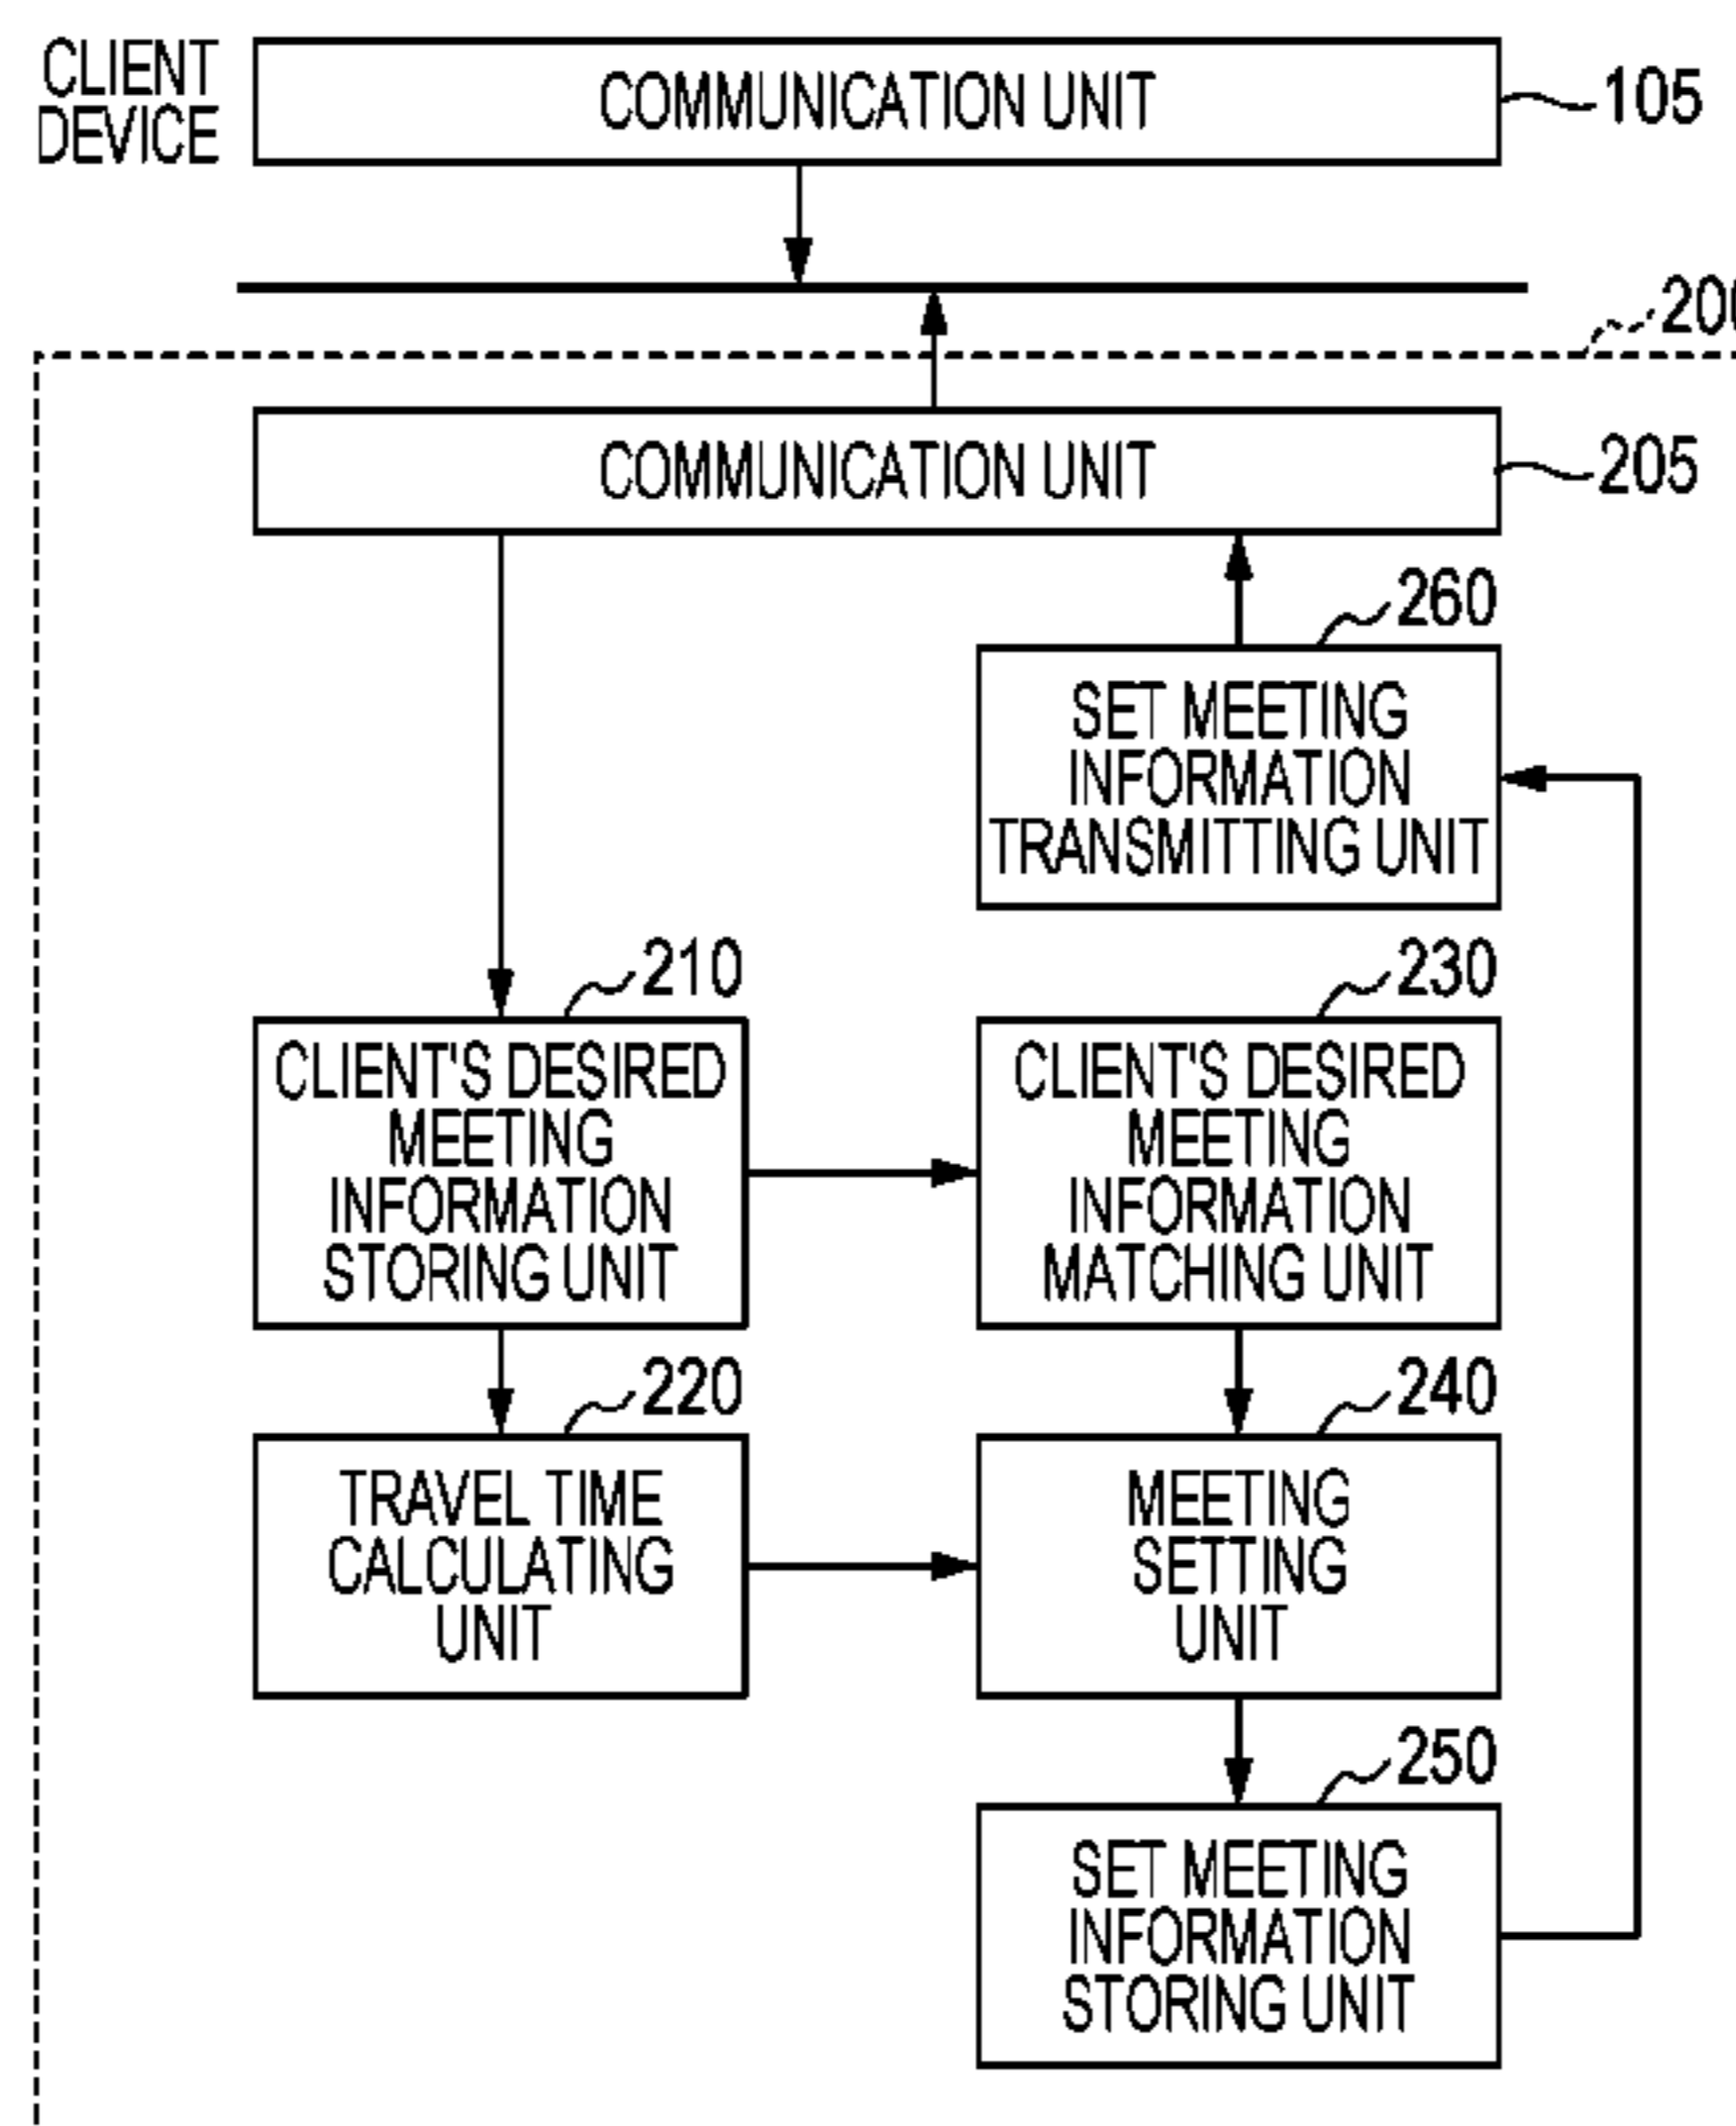 CLIENT
DEVICE
COMMUNICATION UNIT
105
COMMUNICATION UNIT
205
260
SET MEETING
INFORMATION
TRANSMITTING UNIT
210
CLIENT'S DESIRED
MEETING
INFORMATION
STORING UNIT
230
CLIENT'S DESIRED
MEETING
INFORMATION
MATCHING UNIT
220
TRAVEL TIME
CALCULATING
UNIT
240
MEETING
SETTING
UNIT
250
SET MEETING
INFORMATION
STORING UNIT